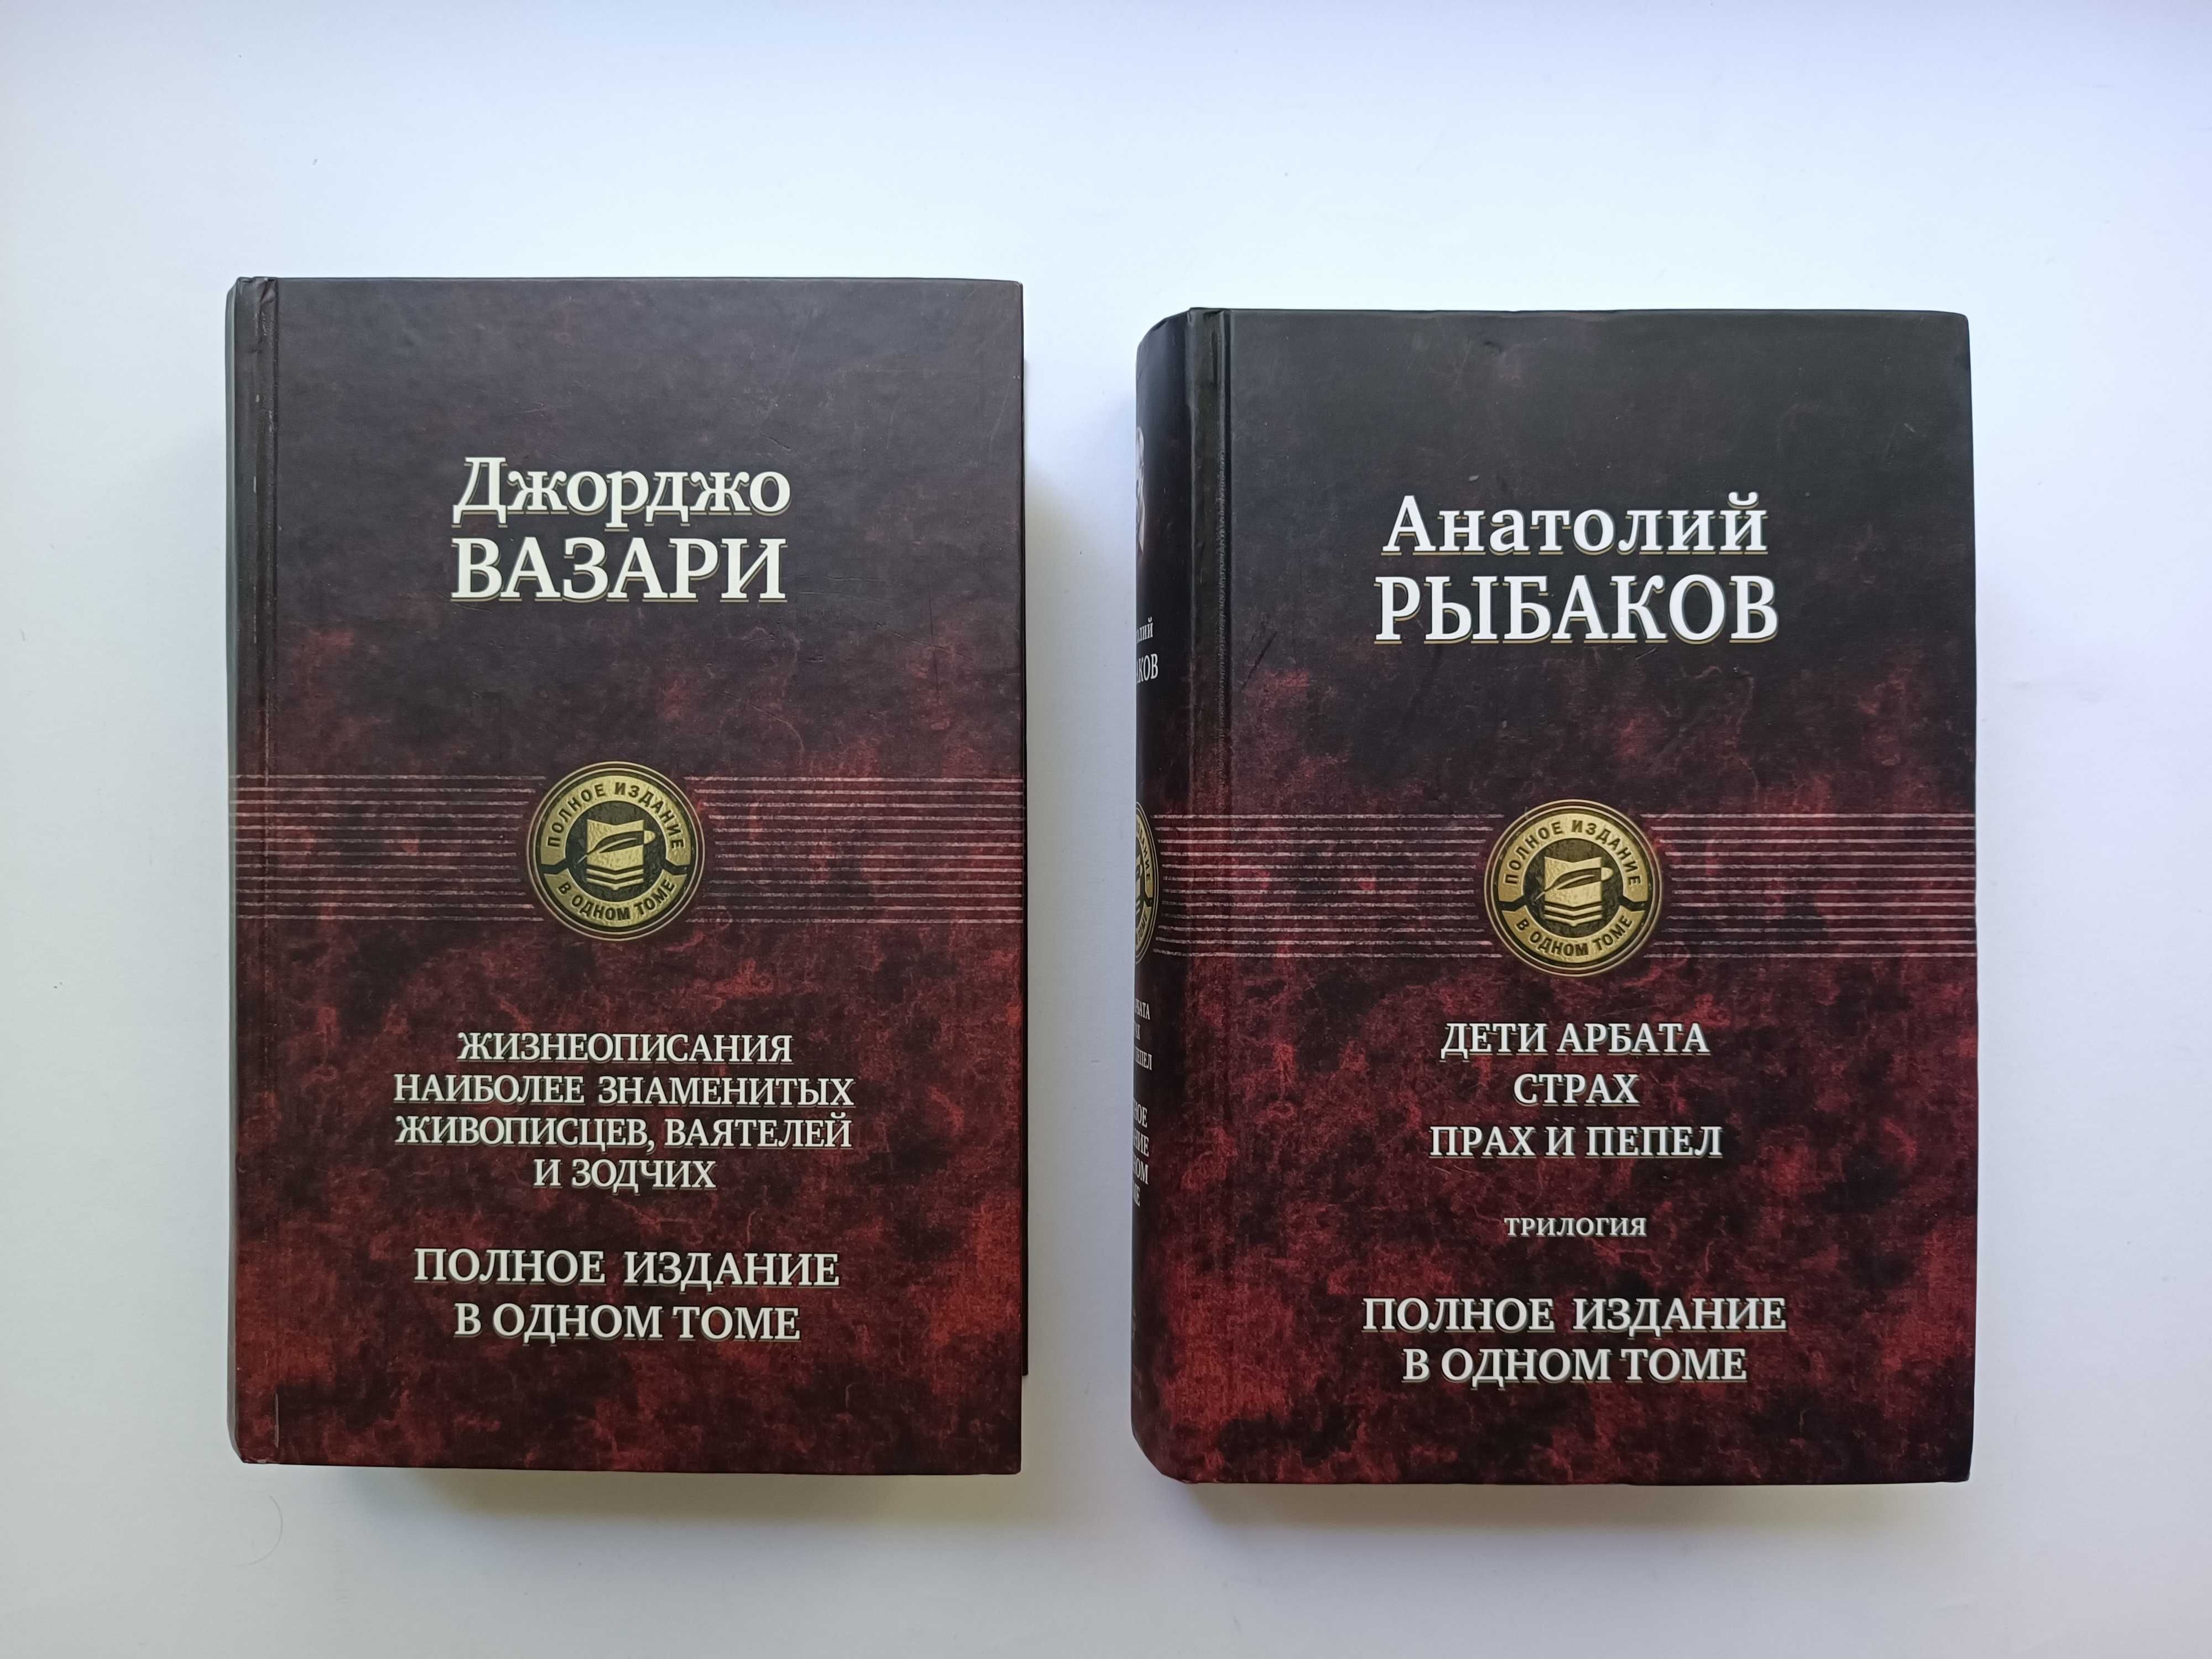 Джорджо
ВАЗАРИ
ПОЛНОЕ ИЗДАНИЕ
В ОДНОМ ТОМЕ
ЖИЗНЕОПИСАНИЯ
НАИБОЛЕЕ ЗНАМЕНИТЫХ
ЖИВОПИСЦЕВ, ВАЯТЕЛЕЙ
И ЗОДЧИХ
ПОЛНОЕ ИЗДАНИЕ
В ОДНОМ ТОМЕ
Анатолий
РЫБАКОВ
ПОЛНОЕ ИЗДАНИЕ
В ОДНОМ ТОМЕ
ДЕТИ АРБАТА
СТРАХ
ПРАХ И ПЕПЕЛ
ТРИЛОГИЯ
ПОЛНОЕ ИЗДАНИЕ
В ОДНОМ ТОМЕ